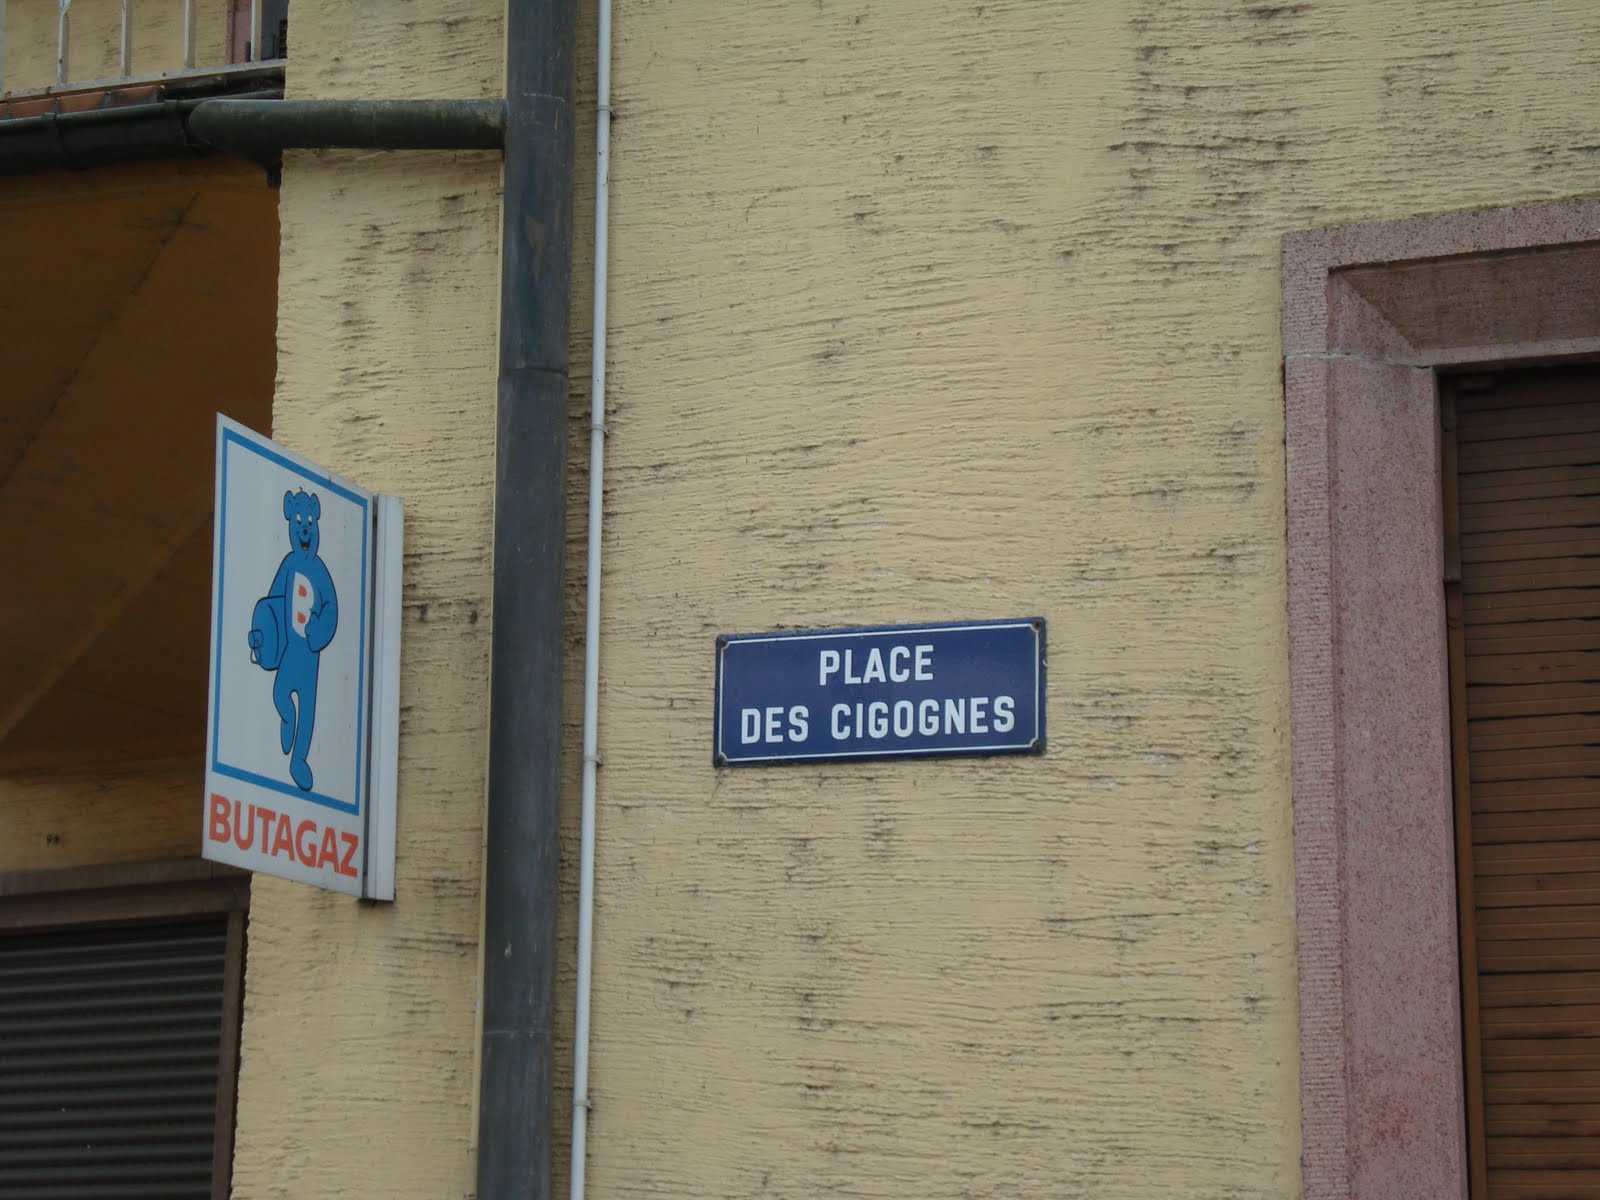 B
BUTAGAZ
PLACE
DES CIGOGNES